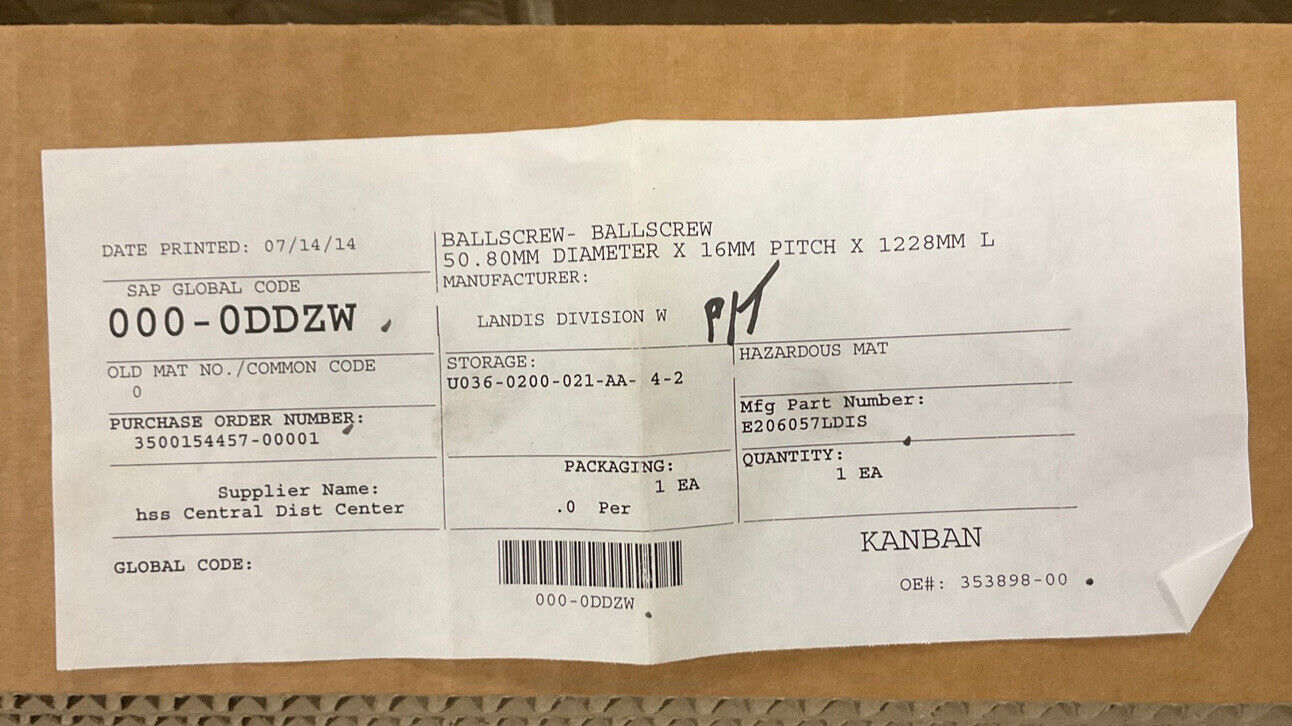 DATE PRINTED: 07/14/14
BALLSCREW- BALLSCREW
50.80MM DIAMETER X 16MM PITCH X 1228MM L
SAP GLOBAL CODE
000-0DDZW
MANUFACTURER:
LANDIS DIVISION W
OLD MAT NO./COMMON CODE
0
STORAGE:
U036-0200-021-AA- 4-2
HAZARDOUS MAT
PURCHASE ORDER NUMBER:
3500154457-00001
Mfg Part Number:
E206057LDIS
Supplier Name:
hss Central Dist Center
PACKAGING:
1 EA
.0 Per
QUANTITY:
1 EA
GLOBAL CODE:
000-0DDZW
KANBAN
OE#: 353898-00